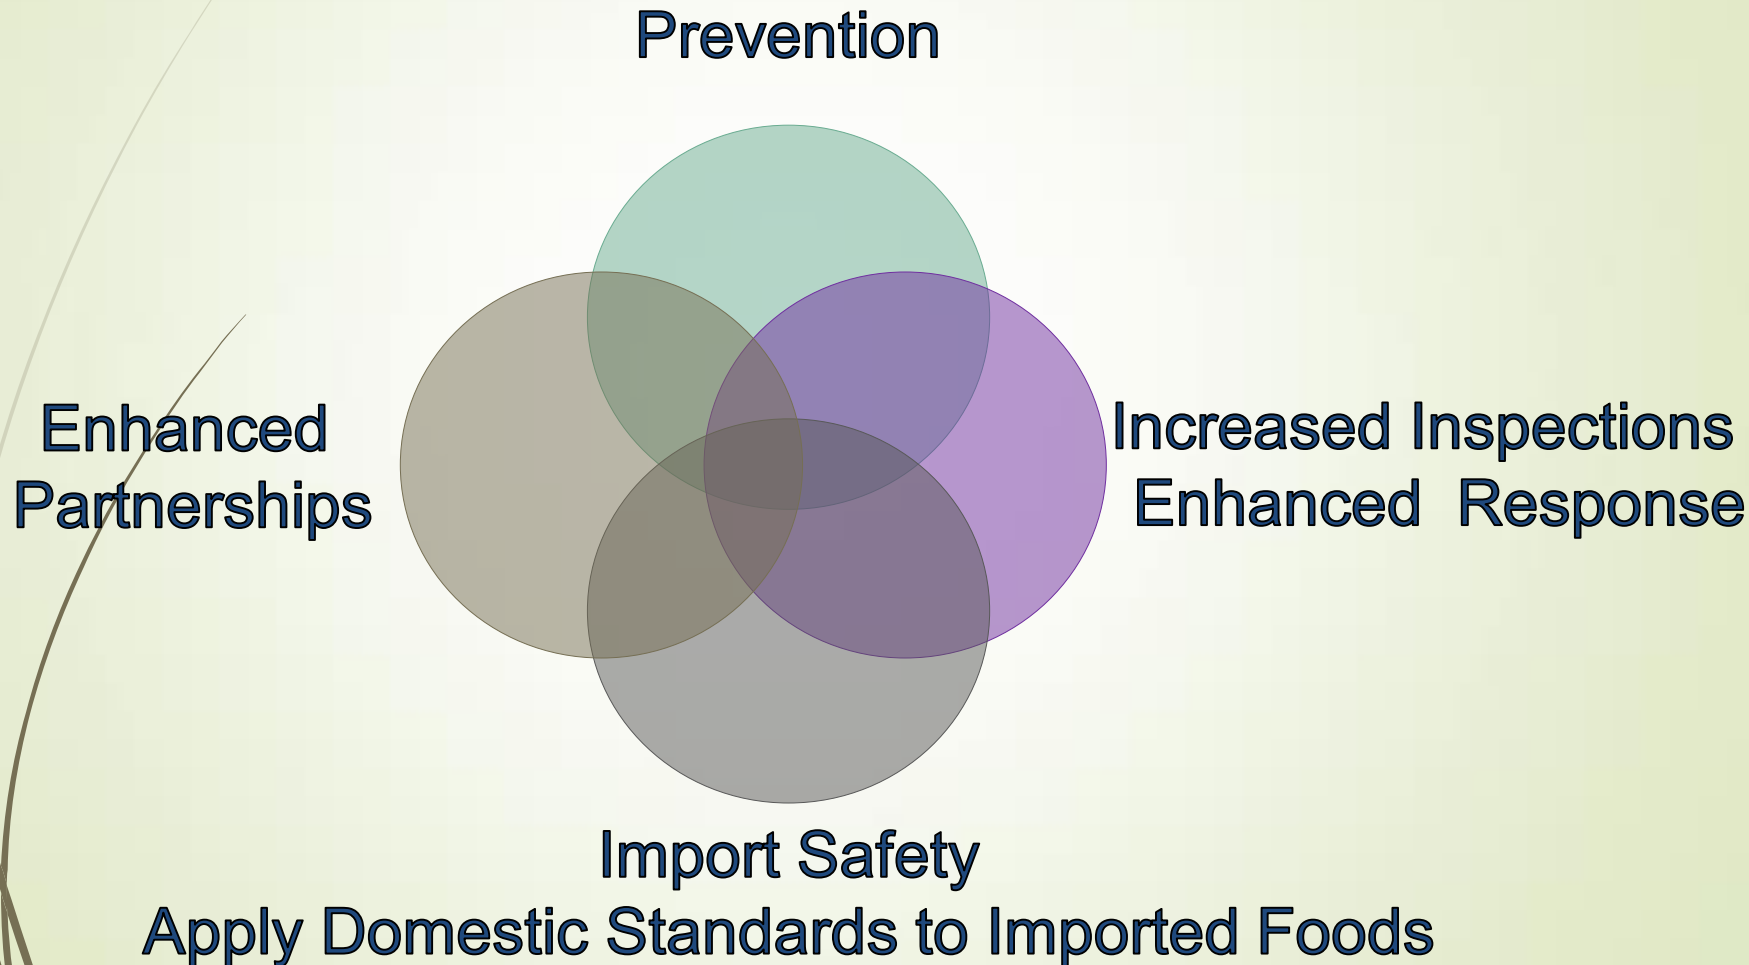 Prevention
Enhanced
Partnerships
Increased Inspections
Enhanced  Response
Import Safety
Apply Domestic Standards to Imported Foods